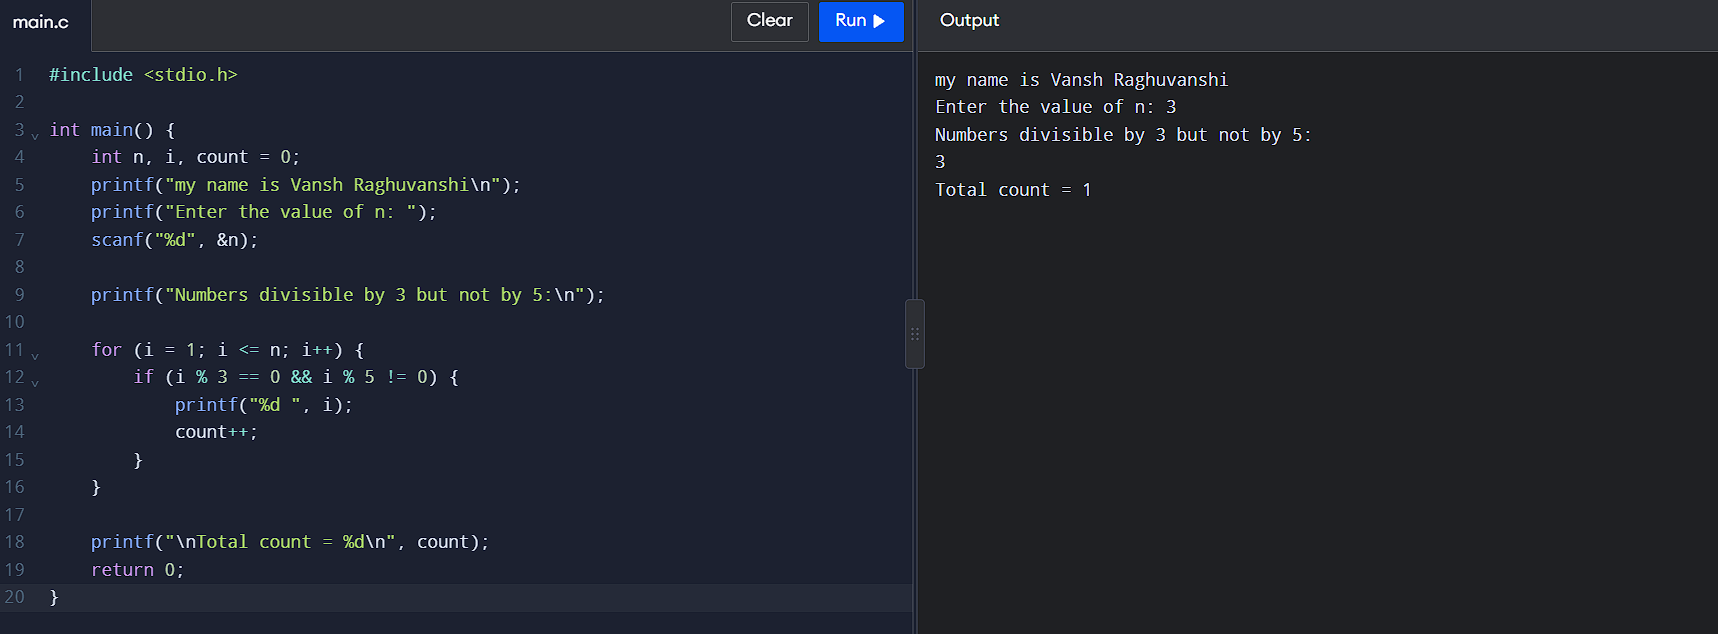 main.c
Clear
Run
1 #include <stdio.h>
2
3 int main() {
4     int n, i, count = 0;
5     printf("my name is Vansh Raghuvanshi\n");
6     printf("Enter the value of n: ");
7     scanf("%d", &n);
8
9     printf("Numbers divisible by 3 but not by 5:\n");
10
11     for (i = 1; i <= n; i++) {
12         if (i % 3 == 0 && i % 5 != 0) {
13             printf("%d ", i);
14             count++;
15         }
16     }
17
18     printf("\nTotal count = %d\n", count);
19     return 0;
20 }
Output
my name is Vansh Raghuvanshi
Enter the value of n: 3
Numbers divisible by 3 but not by 5:
3
Total count = 1